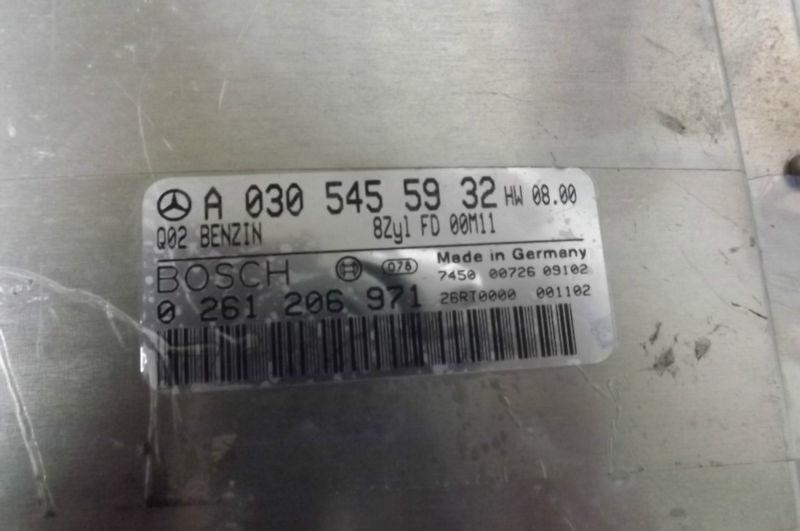 A 030 545 59 32 HW 08.00
Q02 BENZIN 8Zyl FD 00M11
BOSCH 078 Made in Germany
7450 000726 09102
0 261 206 971 26RT0000 001102